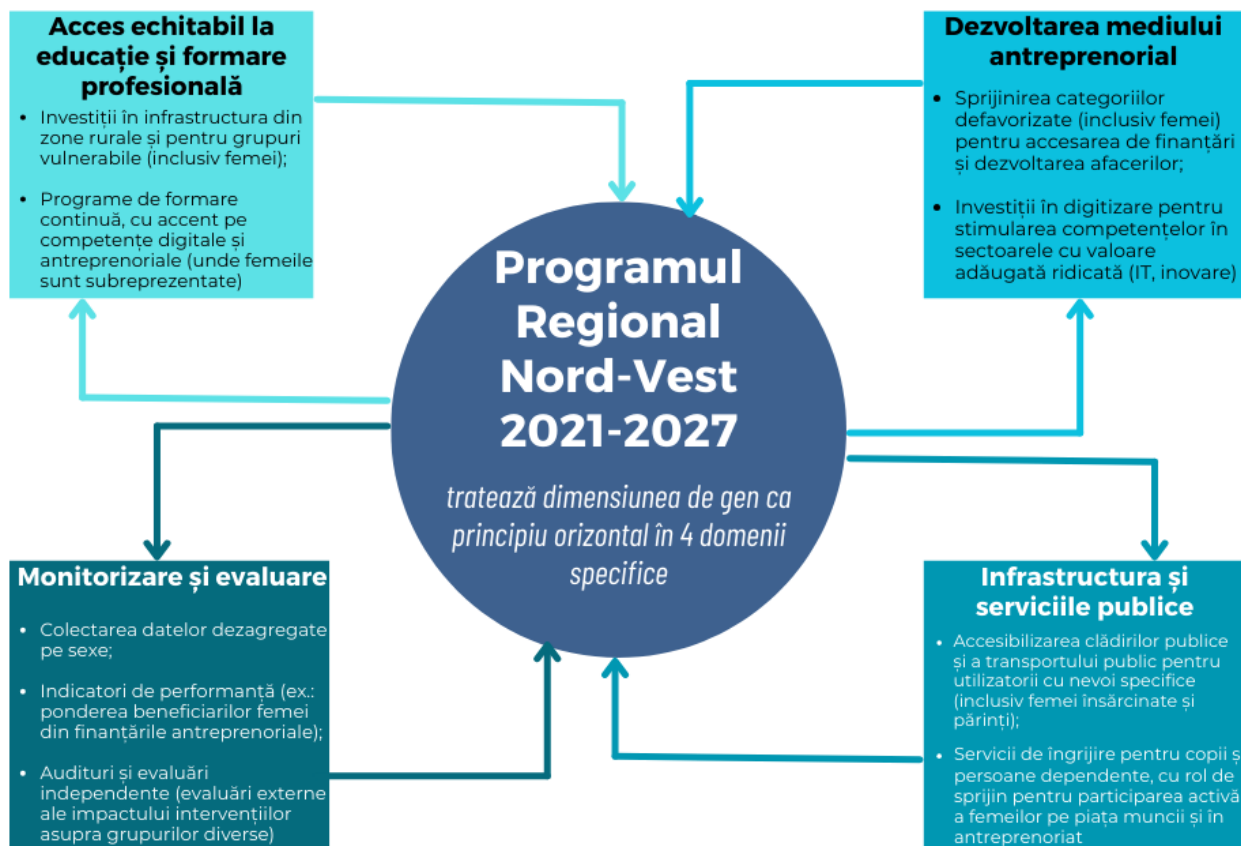 Acces echitabil la
educație și formare
profesională
• Investiții în infrastructura din
zone rurale și pentru grupuri
vulnerabile (inclusiv femei);
• Programe de formare
continuă, cu accent pe
competențe digitale și
antreprenoriale (unde femeile
sunt subreprezentate)
Dezvoltarea mediului
antreprenorial
• Sprijinirea categoriilor
defavorizate (inclusiv femei)
pentru accesarea de finanțări
și dezvoltarea afacerilor;
• Investiții în digitizare pentru
stimularea competențelor în
sectoarele cu valoare
adăugată ridicată (IT, inovare)
Programul
Regional
Nord-Vest
2021-2027
tratează dimensiunea de gen ca
principiu orizontal în 4 domenii
specifice
Monitorizare și evaluare
• Colectarea datelor dezagregate
pe sexe;
• Indicatori de performanță (ex.:
ponderea beneficiarilor femei
din finanțările antreprenoriale);
• Audituri și evaluări
independente (evaluări externe
ale impactului intervențiilor
asupra grupurilor diverse)
Infrastructura și
serviciile publice
• Accesibilizarea clădirilor publice
și a transportului public pentru
utilizatorii cu nevoi specifice
(inclusiv femei însărcinate și
părinți);
• Servicii de îngrijire pentru copii ș
persoane dependente, cu rol de
sprijin pentru participarea activă
a femeilor pe piața muncii și în
antreprenoriat